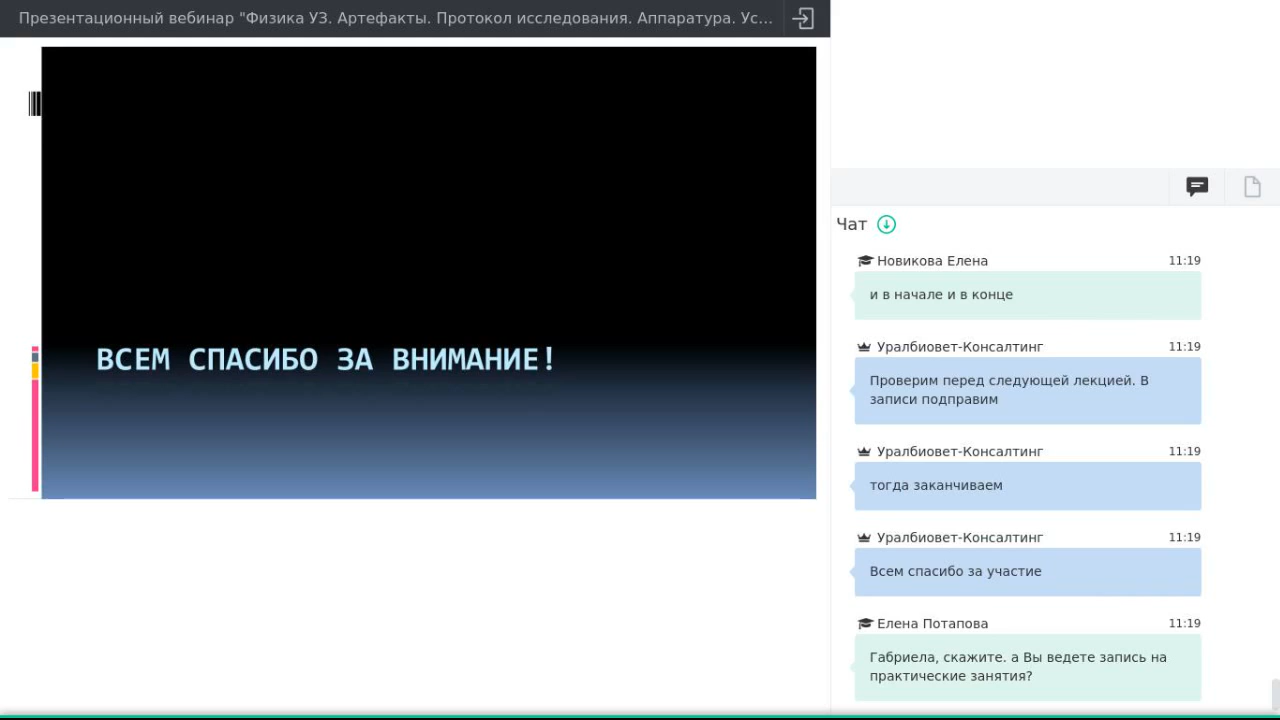 Презентационный вебинар "Физика УЗ. Артефакты. Протокол исследования. Аппаратура. Ус...
ВСЕМ СПАСИБО ЗА ВНИМАНИЕ!
Чат
Новикова Елена 11:19
и в начале и в конце
Уралбиовет-Консалтинг 11:19
Проверим перед следующей лекцией. В
записи подправим
Уралбиовет-Консалтинг 11:19
тогда заканчиваем
Уралбиовет-Консалтинг 11:19
Всем спасибо за участие
Елена Потапова 11:19
Габриела, скажите. а Вы ведете запись на
практические занятия?